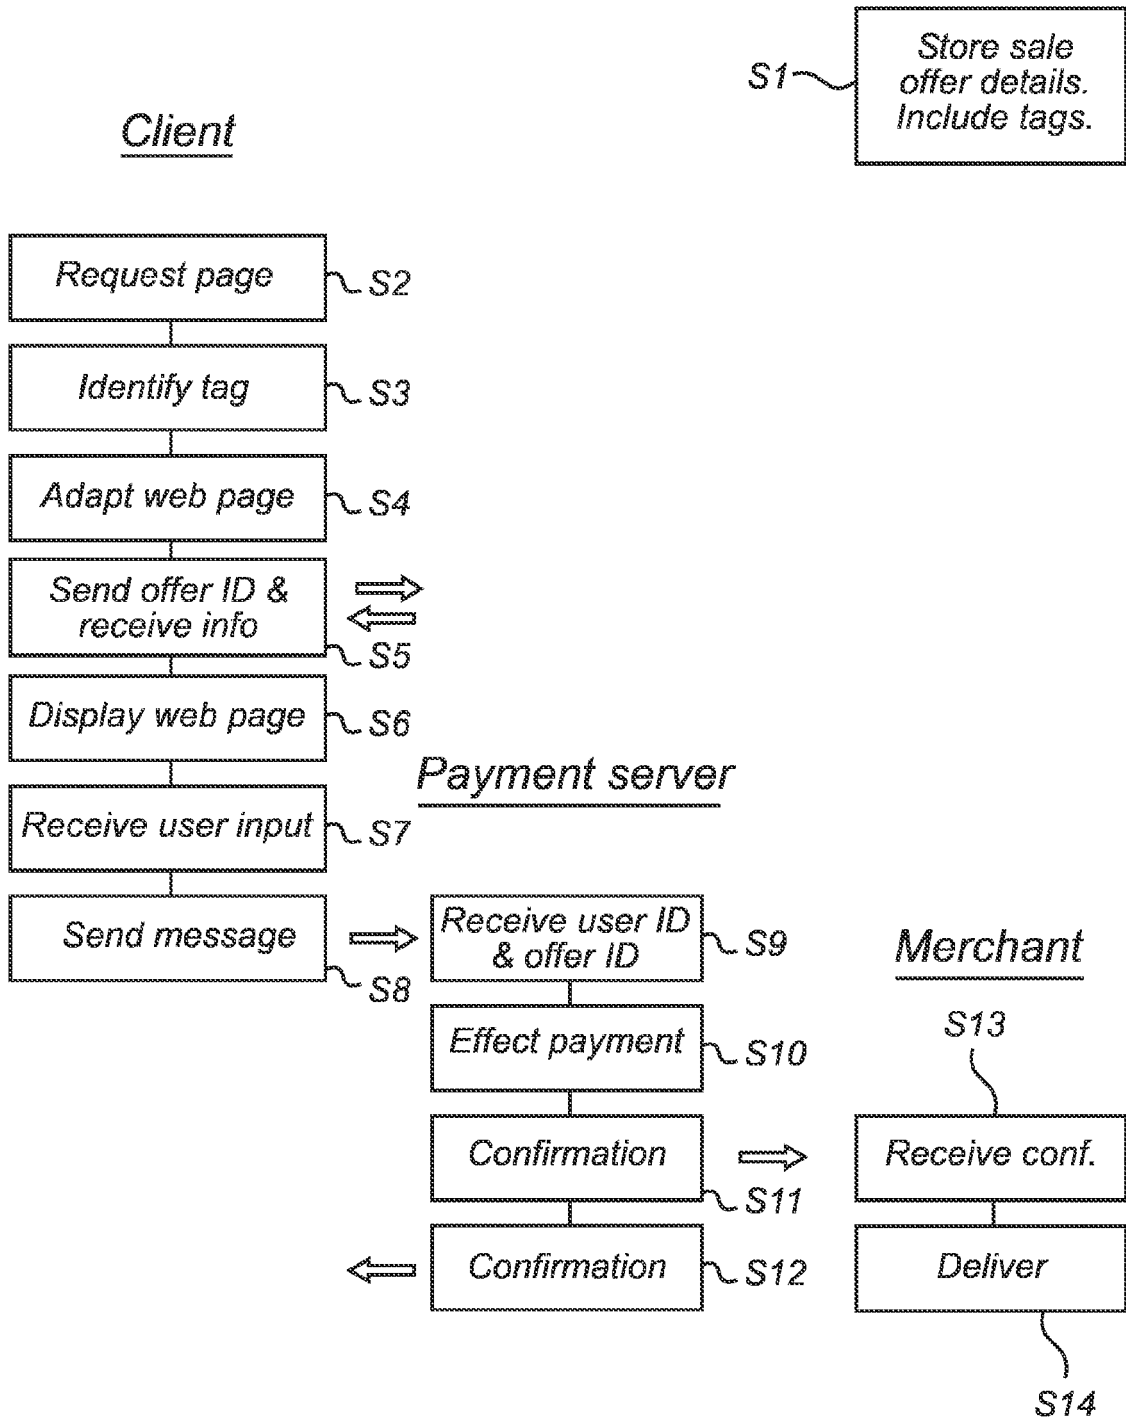 Store sale
offer details.
Include tags.
S1
Client
Request page
S2
Identify tag
S3
Adapt web page
S4
Send offer ID &
receive info
S5
Display web page
S6
Receive user input
S7
Send message
S8
Payment server
Receive user ID
& offer ID
S9
Effect payment
S10
Confirmation
S11
Confirmation
S12
Merchant
S13
Receive conf.
Deliver
S14